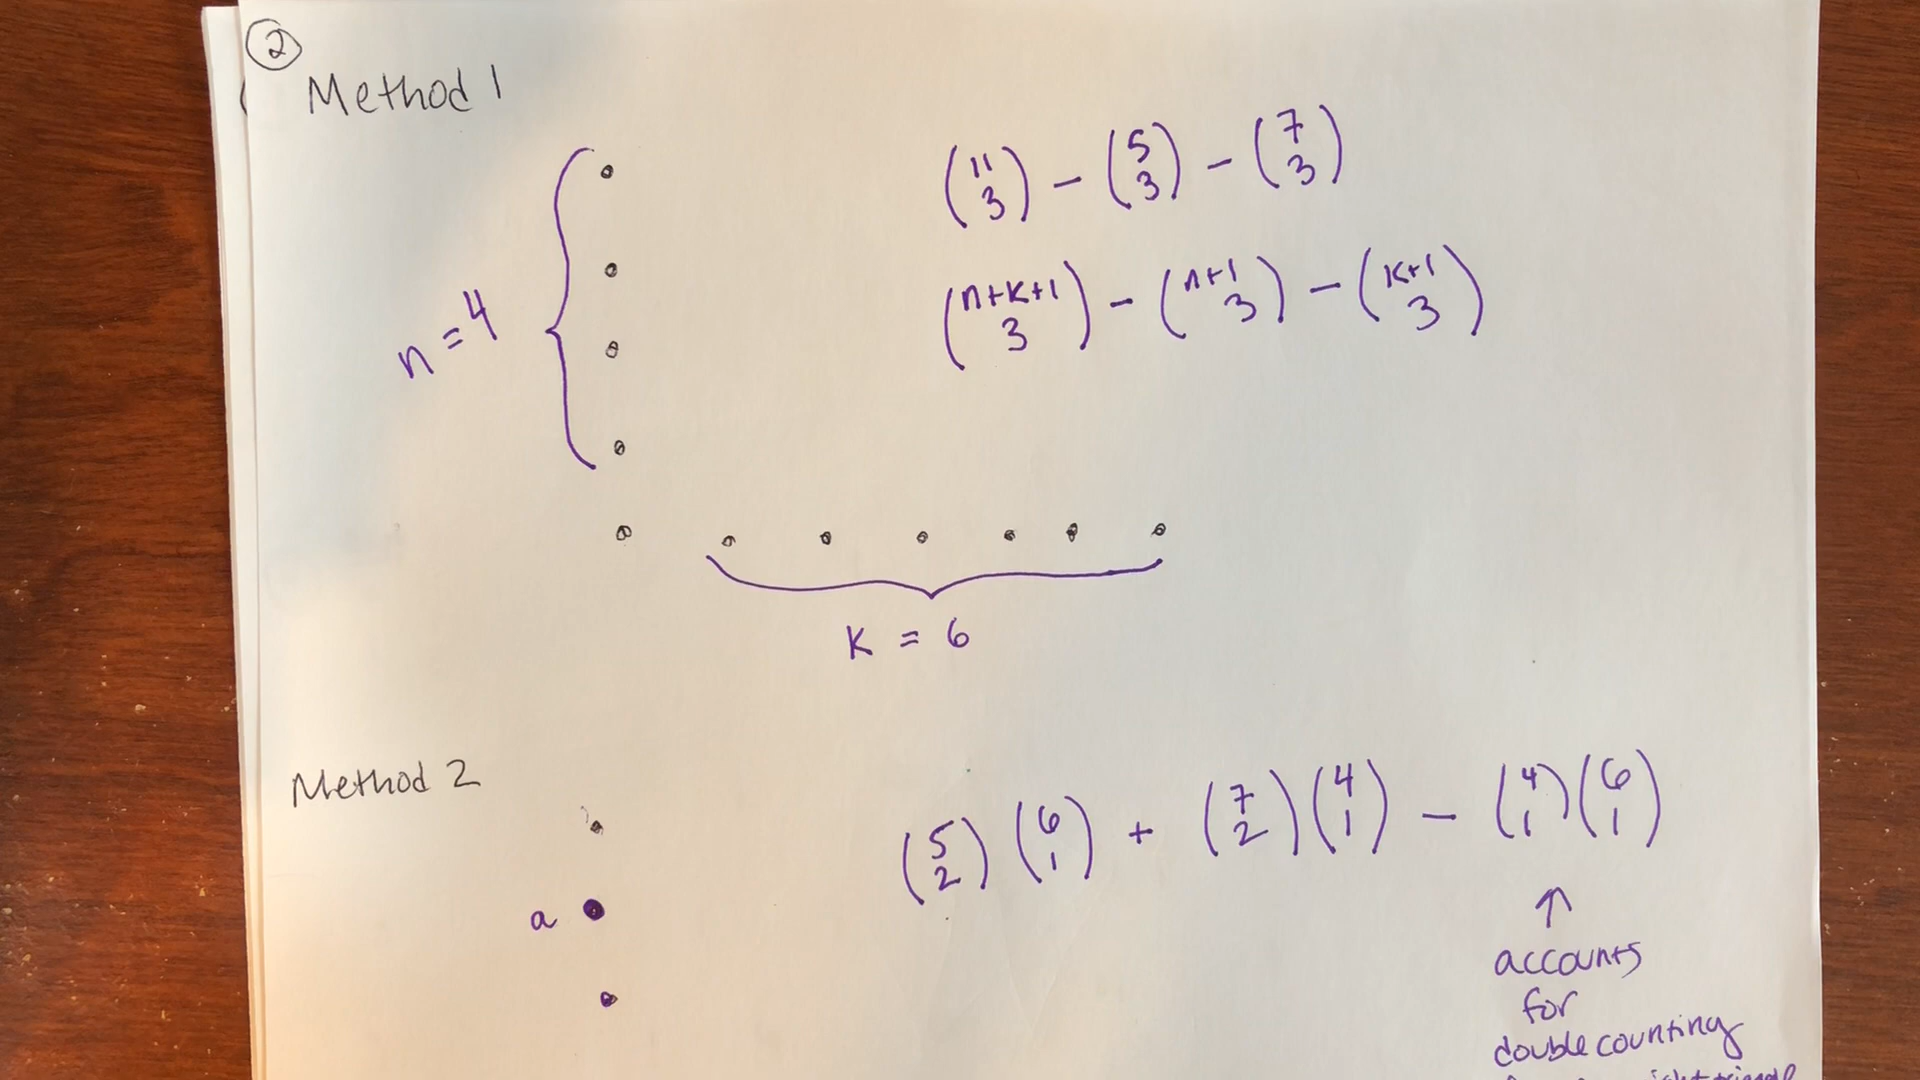 ②
Method 1
(11 3) - (5 3) - (7 3)
(n+k+1 3) - (n+1 3) - (k+1 3)
n=4
K = 6
Method 2
(5 2)(6 1) + (7 2)(4 1) - (4 1)(6 1)
a
↑
accounts
for
double counting